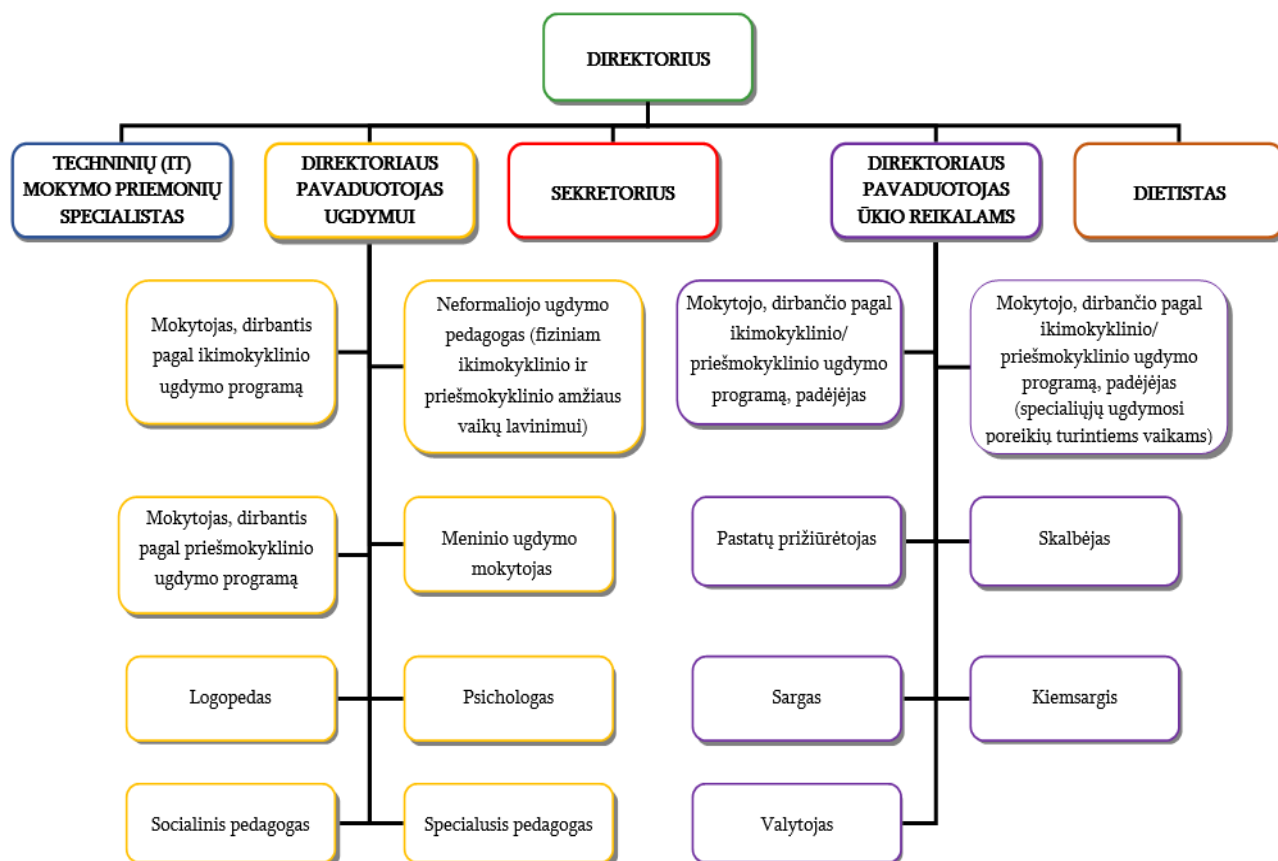 DIREKTORIUS
TECHNINIŲ (IT)
MOKYMO PRIEMONIŲ
SPECIALISTAS
DIREKTORIAUS
PAVADUOTOJAS
UGDYMUI
SEKRETORIUS
DIREKTORIAUS
PAVADUOTOJAS
ŪKIO REIKALAMS
DIETISTAS
Mokytojas, dirbantis
pagal ikimokyklinio
ugdymo programą
Neformaliojo ugdymo
pedagogas (fiziniam
ikimokyklinio ir
priešmokyklinio amžiaus
vaikų lavinimui)
Mokytojo, dirbančio pagal
ikimokyklinio/
priešmokyklinio ugdymo
programą, padėjėjas
Mokytojo, dirbančio pagal
ikimokyklinio/
priešmokyklinio ugdymo
programą, padėjėjas
(specialiųjų ugdymosi
poreikių turintiems vaikams)
Mokytojas, dirbantis
pagal priešmokyklinio
ugdymo programą
Meninio ugdymo
mokytojas
Pastatų prižiūrėtojas
Skalbėjas
Logopedas
Psichologas
Sargas
Kiemsargis
Socialinis pedagogas
Specialusis pedagogas
Valytojas